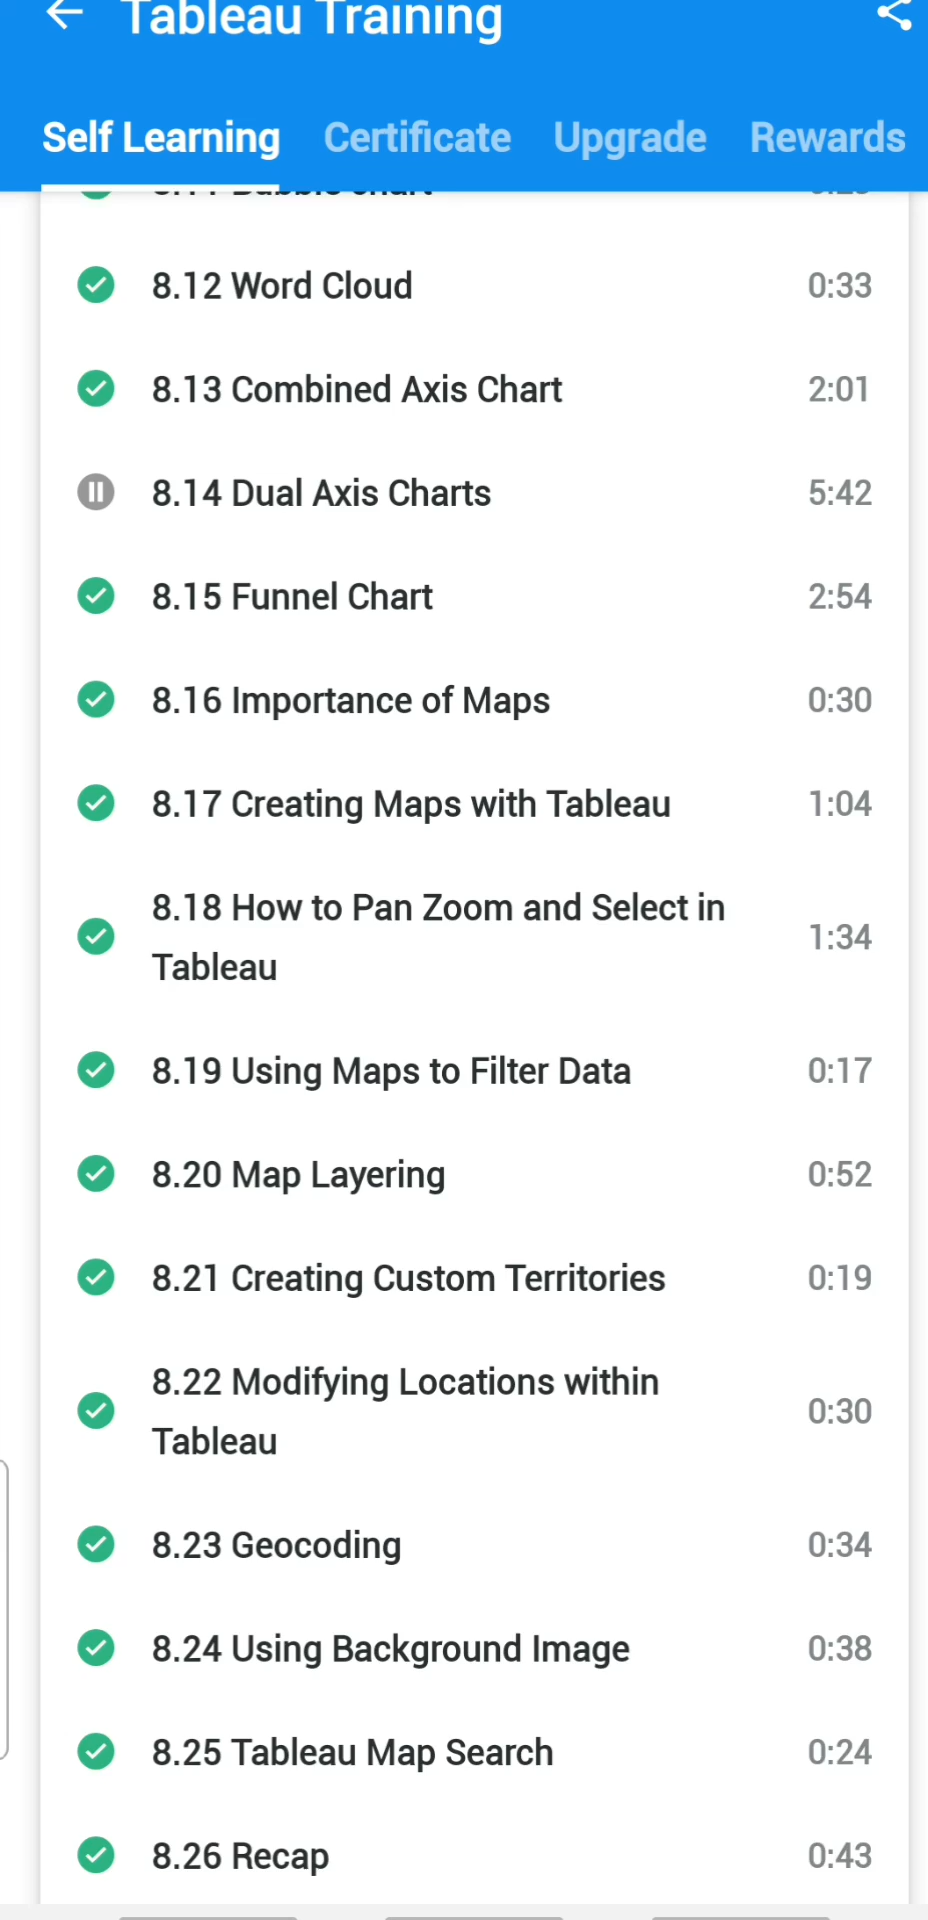 Tableau Training
Self Learning Certificate Upgrade Rewards
8.12 Word Cloud 0:33
8.13 Combined Axis Chart 2:01
8.14 Dual Axis Charts 5:42
8.15 Funnel Chart 2:54
8.16 Importance of Maps 0:30
8.17 Creating Maps with Tableau 1:04
8.18 How to Pan Zoom and Select in
Tableau 1:34
8.19 Using Maps to Filter Data 0:17
8.20 Map Layering 0:52
8.21 Creating Custom Territories 0:19
8.22 Modifying Locations within
Tableau 0:30
8.23 Geocoding 0:34
8.24 Using Background Image 0:38
8.25 Tableau Map Search 0:24
8.26 Recap 0:43